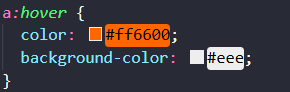 a:hover {
  color: #ff6600;
  background-color: #eee;
}